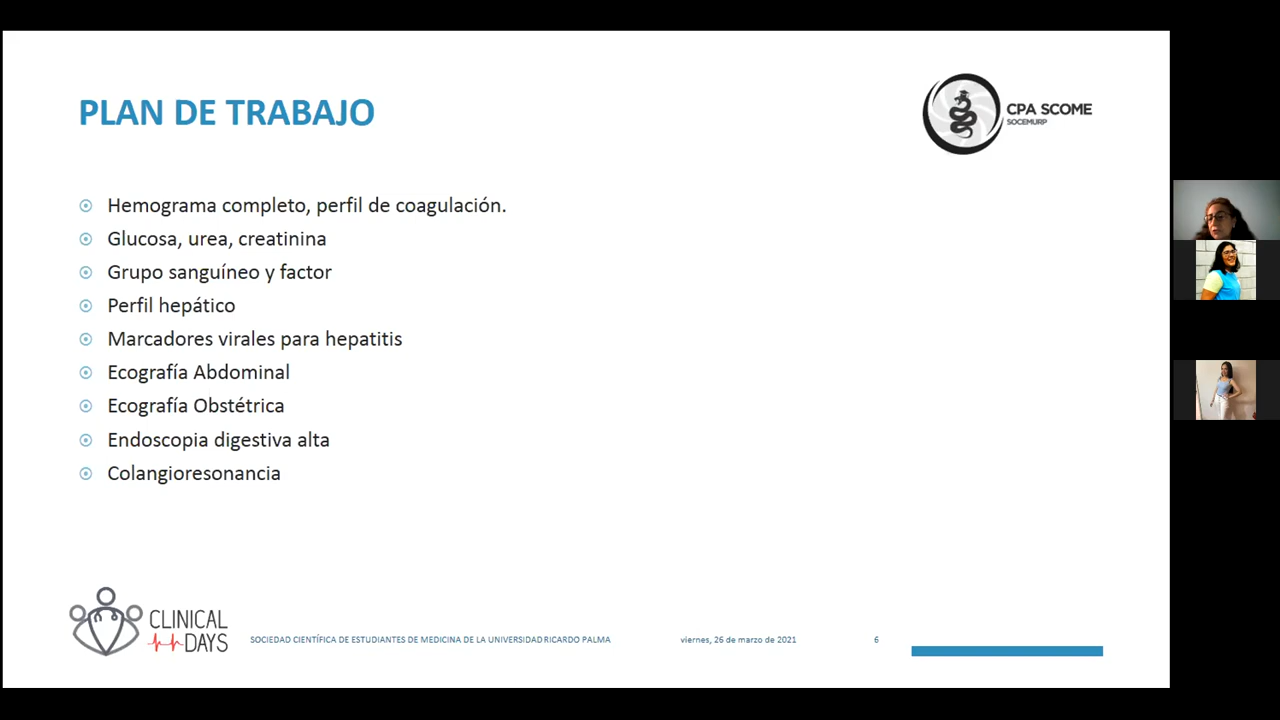 PLAN DE TRABAJO
CPA SCOME
SOCEMURP
Hemograma completo, perfil de coagulación.
Glucosa, urea, creatinina
Grupo sanguíneo y factor
Perfil hepático
Marcadores virales para hepatitis
Ecografía Abdominal
Ecografía Obstétrica
Endoscopia digestiva alta
Colangioresonancia
CLINICAL
DAYS
SOCIEDAD CIENTÍFICA DE ESTUDIANTES DE MEDICINA DE LA UNIVERSIDAD RICARDO PALMA
viernes, 26 de marzo de 2021
6